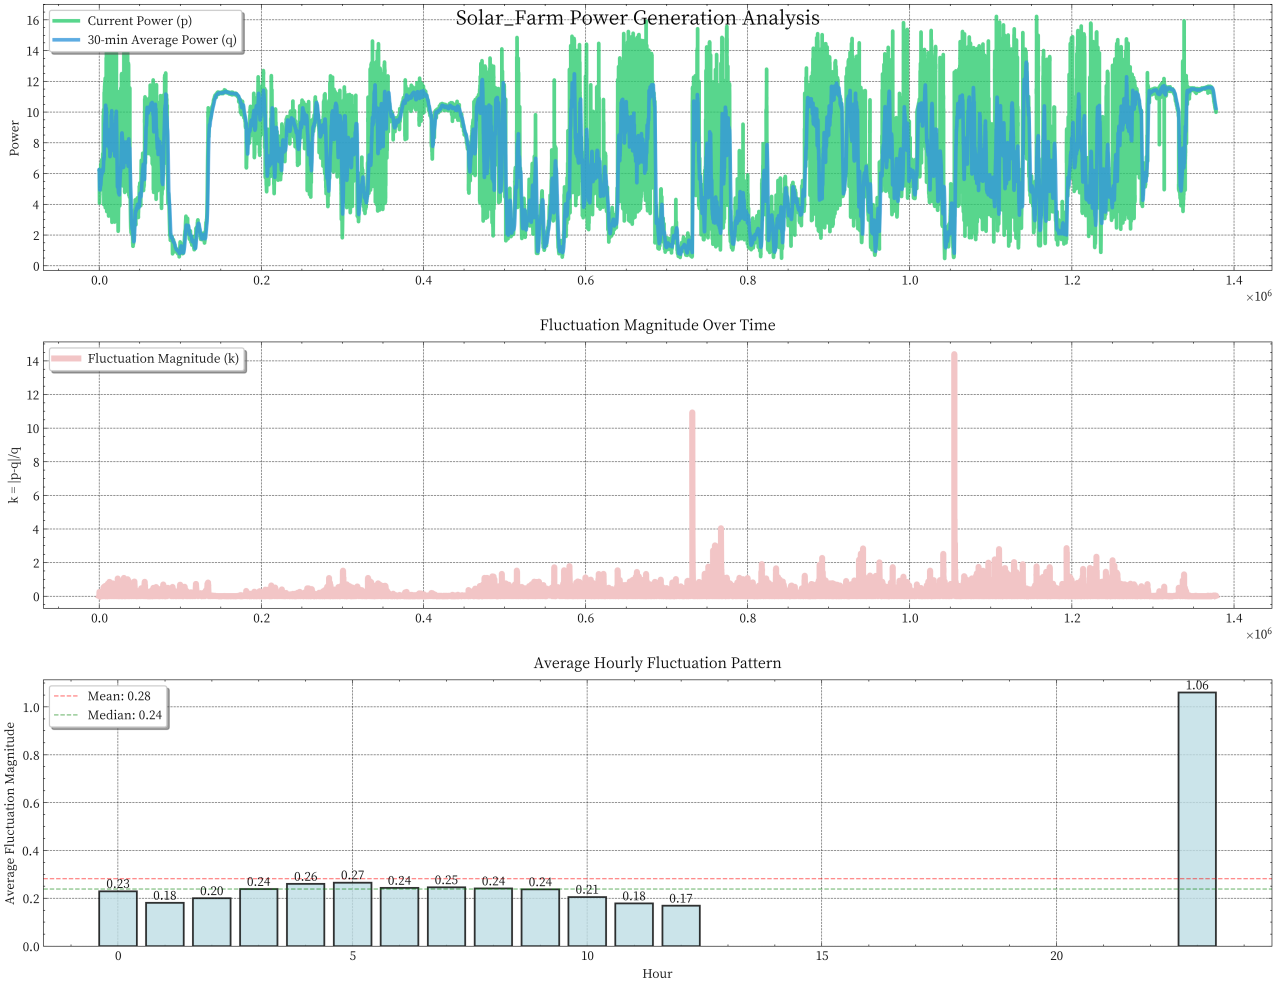 Solar_Farm Power Generation Analysis
Current Power (p)
30-min Average Power (q)
Power
16
14
12
10
8
6
4
2
0
0.0 0.2 0.4 0.6 0.8 1.0 1.2 1.4
×10⁶
Fluctuation Magnitude Over Time
Fluctuation Magnitude (k)
k = |p-q|/q
14
12
10
8
6
4
2
0
0.0 0.2 0.4 0.6 0.8 1.0 1.2 1.4
×10⁶
Average Hourly Fluctuation Pattern
Mean: 0.28
Median: 0.24
Average Fluctuation Magnitude
1.0
0.8
0.6
0.4
0.2
0.0
0.23 0.18 0.20 0.24 0.26 0.27 0.24 0.25 0.24 0.24 0.21 0.18 0.17 1.06
0 5 10 15 20
Hour